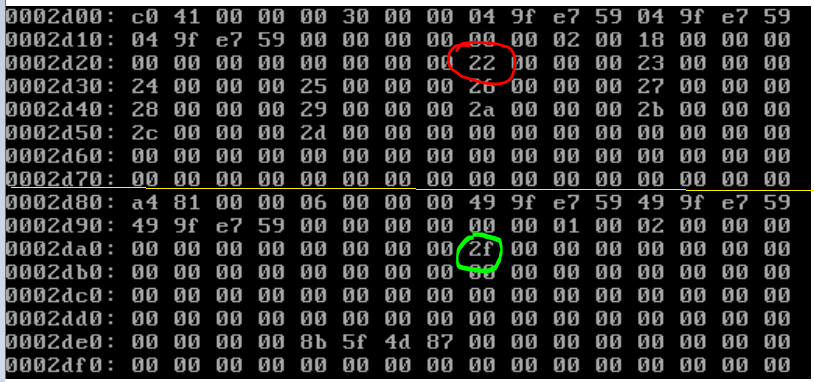 0002d00: c0 41 00 00 00 30 00 00 04 9f e7 59 04 9f e7 59
0002d10: 04 9f e7 59 00 00 00 00 00 00 02 00 18 00 00 00
0002d20: 00 00 00 00 00 00 00 00 22 00 00 00 23 00 00 00
0002d30: 24 00 00 00 25 00 00 00 26 00 00 00 27 00 00 00
0002d40: 28 00 00 00 29 00 00 00 2a 00 00 00 2b 00 00 00
0002d50: 2c 00 00 00 2d 00 00 00 00 00 00 00 00 00 00 00
0002d60: 00 00 00 00 00 00 00 00 00 00 00 00 00 00 00 00
0002d70: 00 00 00 00 00 00 00 00 00 00 00 00 00 00 00 00
0002d80: a4 81 00 00 06 00 00 00 49 9f e7 59 49 9f e7 59
0002d90: 49 9f e7 59 00 00 00 00 00 00 01 00 02 00 00 00
0002da0: 00 00 00 00 00 00 00 00 2f 00 00 00 00 00 00 00
0002db0: 00 00 00 00 00 00 00 00 00 00 00 00 00 00 00 00
0002dc0: 00 00 00 00 00 00 00 00 00 00 00 00 00 00 00 00
0002dd0: 00 00 00 00 00 00 00 00 00 00 00 00 00 00 00 00
0002de0: 00 00 00 00 8b 5f 4d 87 00 00 00 00 00 00 00 00
0002df0: 00 00 00 00 00 00 00 00 00 00 00 00 00 00 00 00